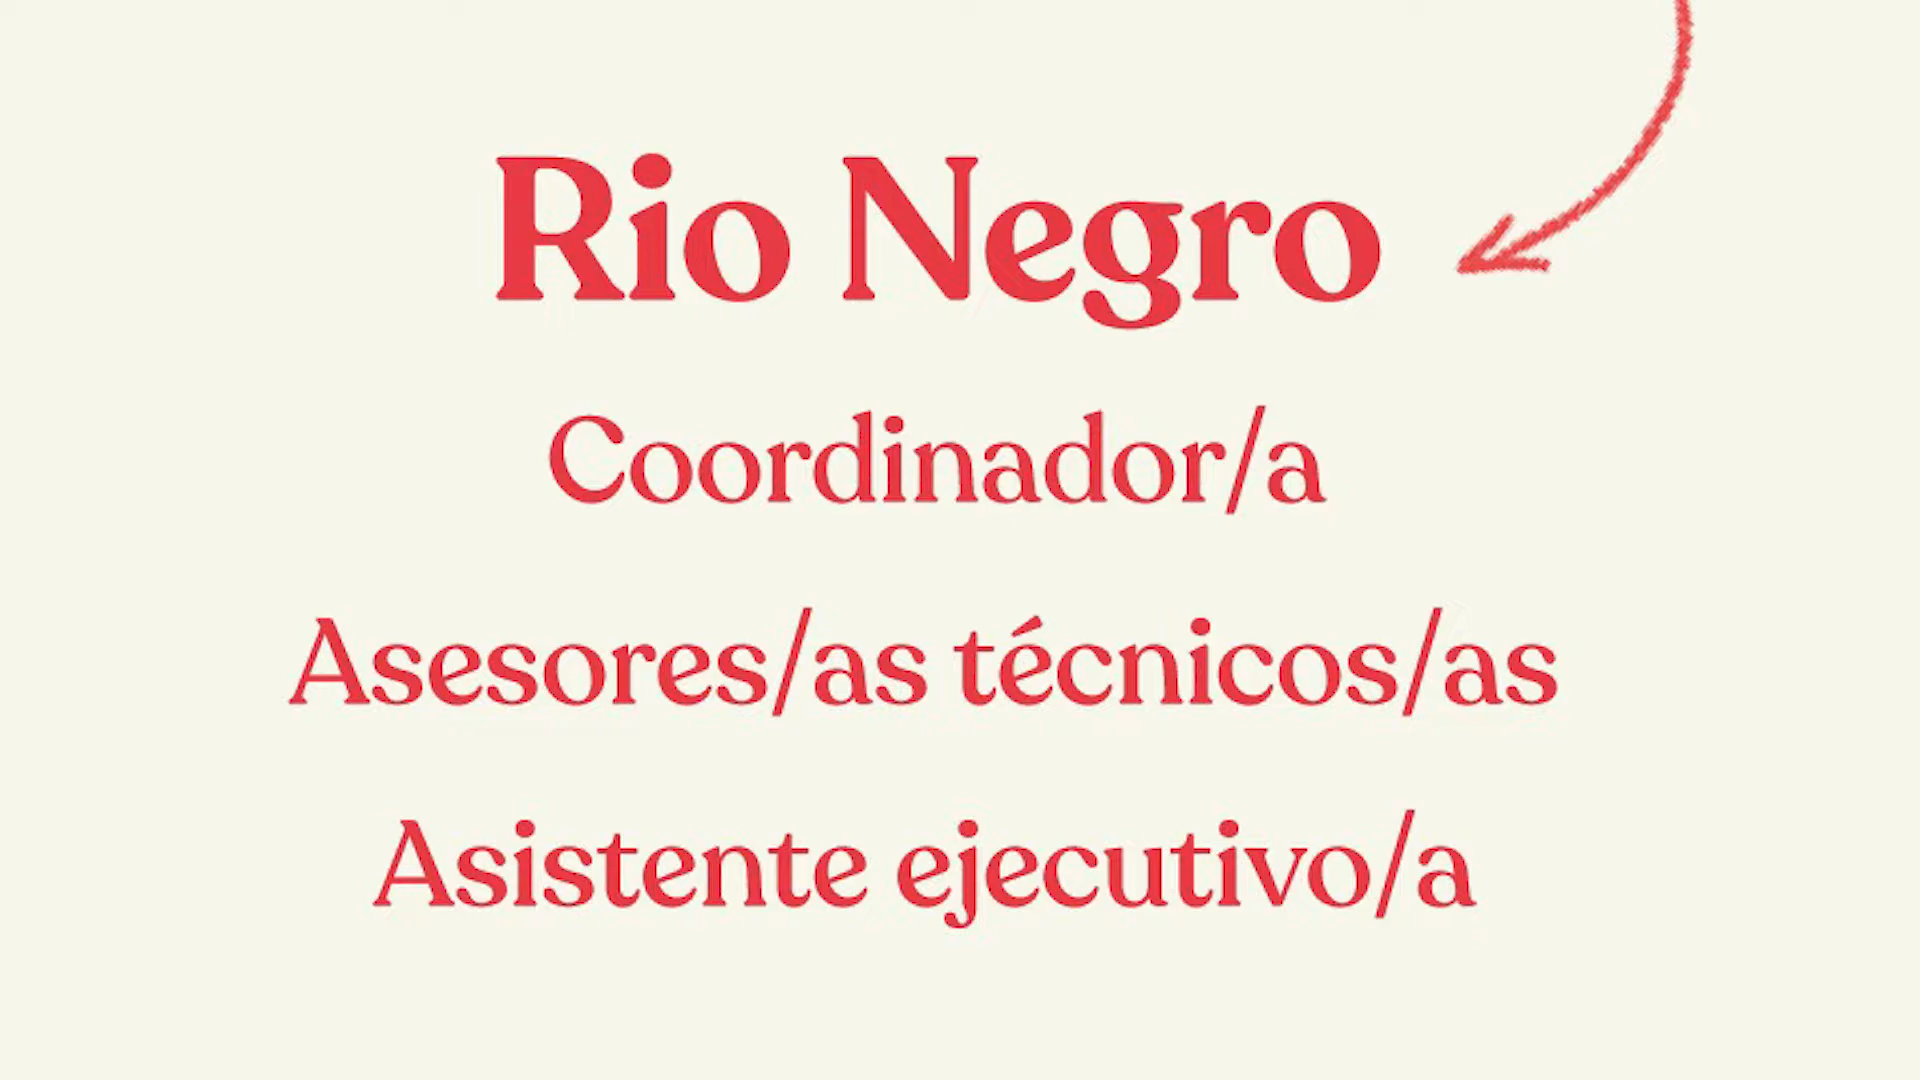 Rio Negro
Coordinador/a
Asesores/as técnicos/as
Asistente ejecutivo/a